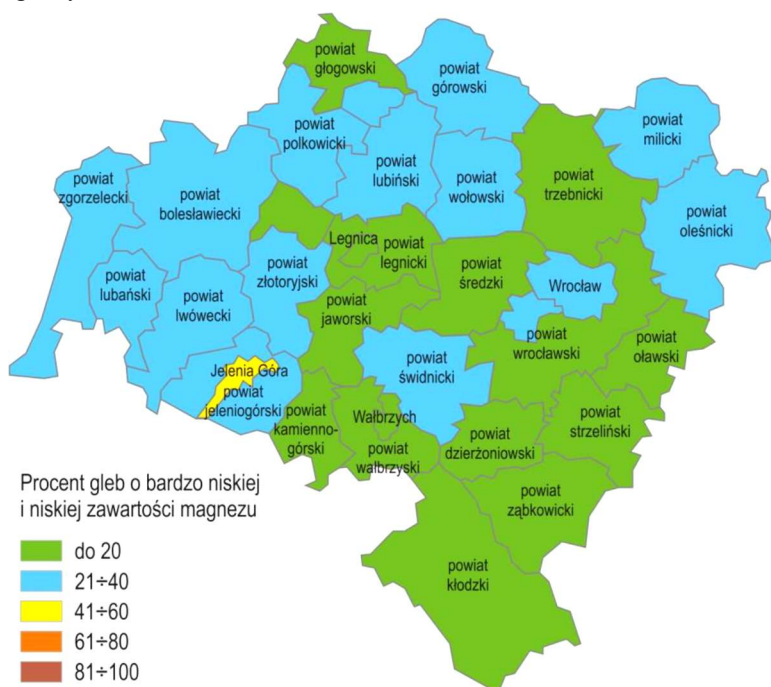 powiat
głogowski
powiat
górowski
powiat
polkowicki
powiat
lubiński
powiat
wołowski
powiat
trzebnicki
powiat
milicki
powiat
oleśnicki
powiat
zgorzelecki
powiat
bolesławiecki
powiat
lubański
powiat
lwówecki
powiat
złotoryjski
Legnica
powiat
legnicki
powiat
średzki
Wrocław
powiat
wrocławski
powiat
oławski
powiat
jaworski
powiat
świdnicki
Jelenia Góra
powiat
jeleniogórski
powiat
kamienno-
górski
Wałbrzych
powiat
wałbrzyski
powiat
dzierżoniowski
powiat
strzeliński
powiat
ząbkowicki
powiat
kłodzki
Procent gleb o bardzo niskiej
i niskiej zawartości magnezu
do 20
21÷40
41÷60
61÷80
81÷100